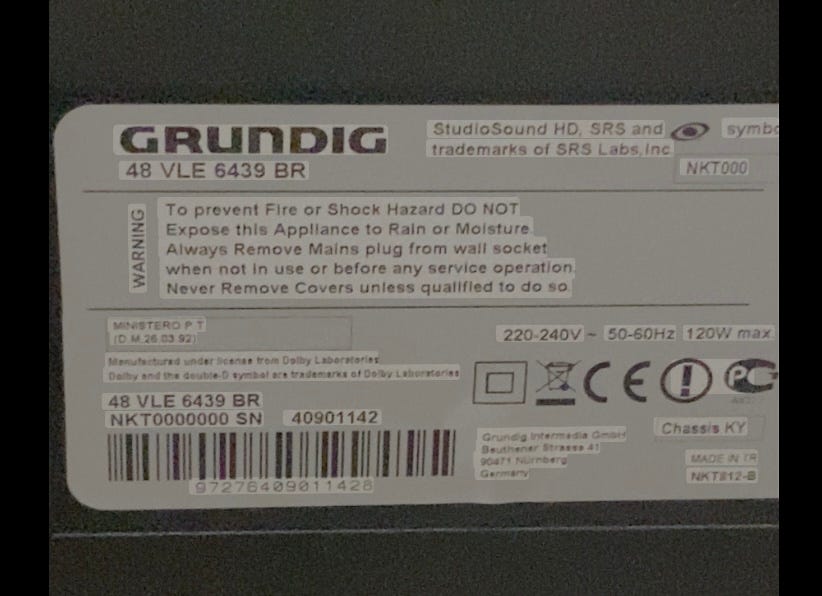 GRUNDIG
48 VLE 6439 BR
StudioSound HD, SRS and symbo
trademarks of SRS Labs,Inc
NKT000
WARNING
To prevent Fire or Shock Hazard DO NOT
Expose this Appliance to Rain or Moisture.
Always Remove Mains plug from wall socket
when not in use or before any service operation.
Never Remove Covers unless qualified to do so.
MINISTERO P T
(D.M.26.03.92)
220-240V ~ 50-60Hz 120W max
Manufactured under license from Dolby Laboratories
Dolby and the double-D symbol are trademarks of Dolby Laboratories
48 VLE 6439 BR
NKT0000000 SN 40901142
97276409011428
CE
Grundig Intermedia GmbH
Beuthener Strasse 41
90471 Nürnberg
Germany
Chassis KY
MADE IN TR
NKT812-B